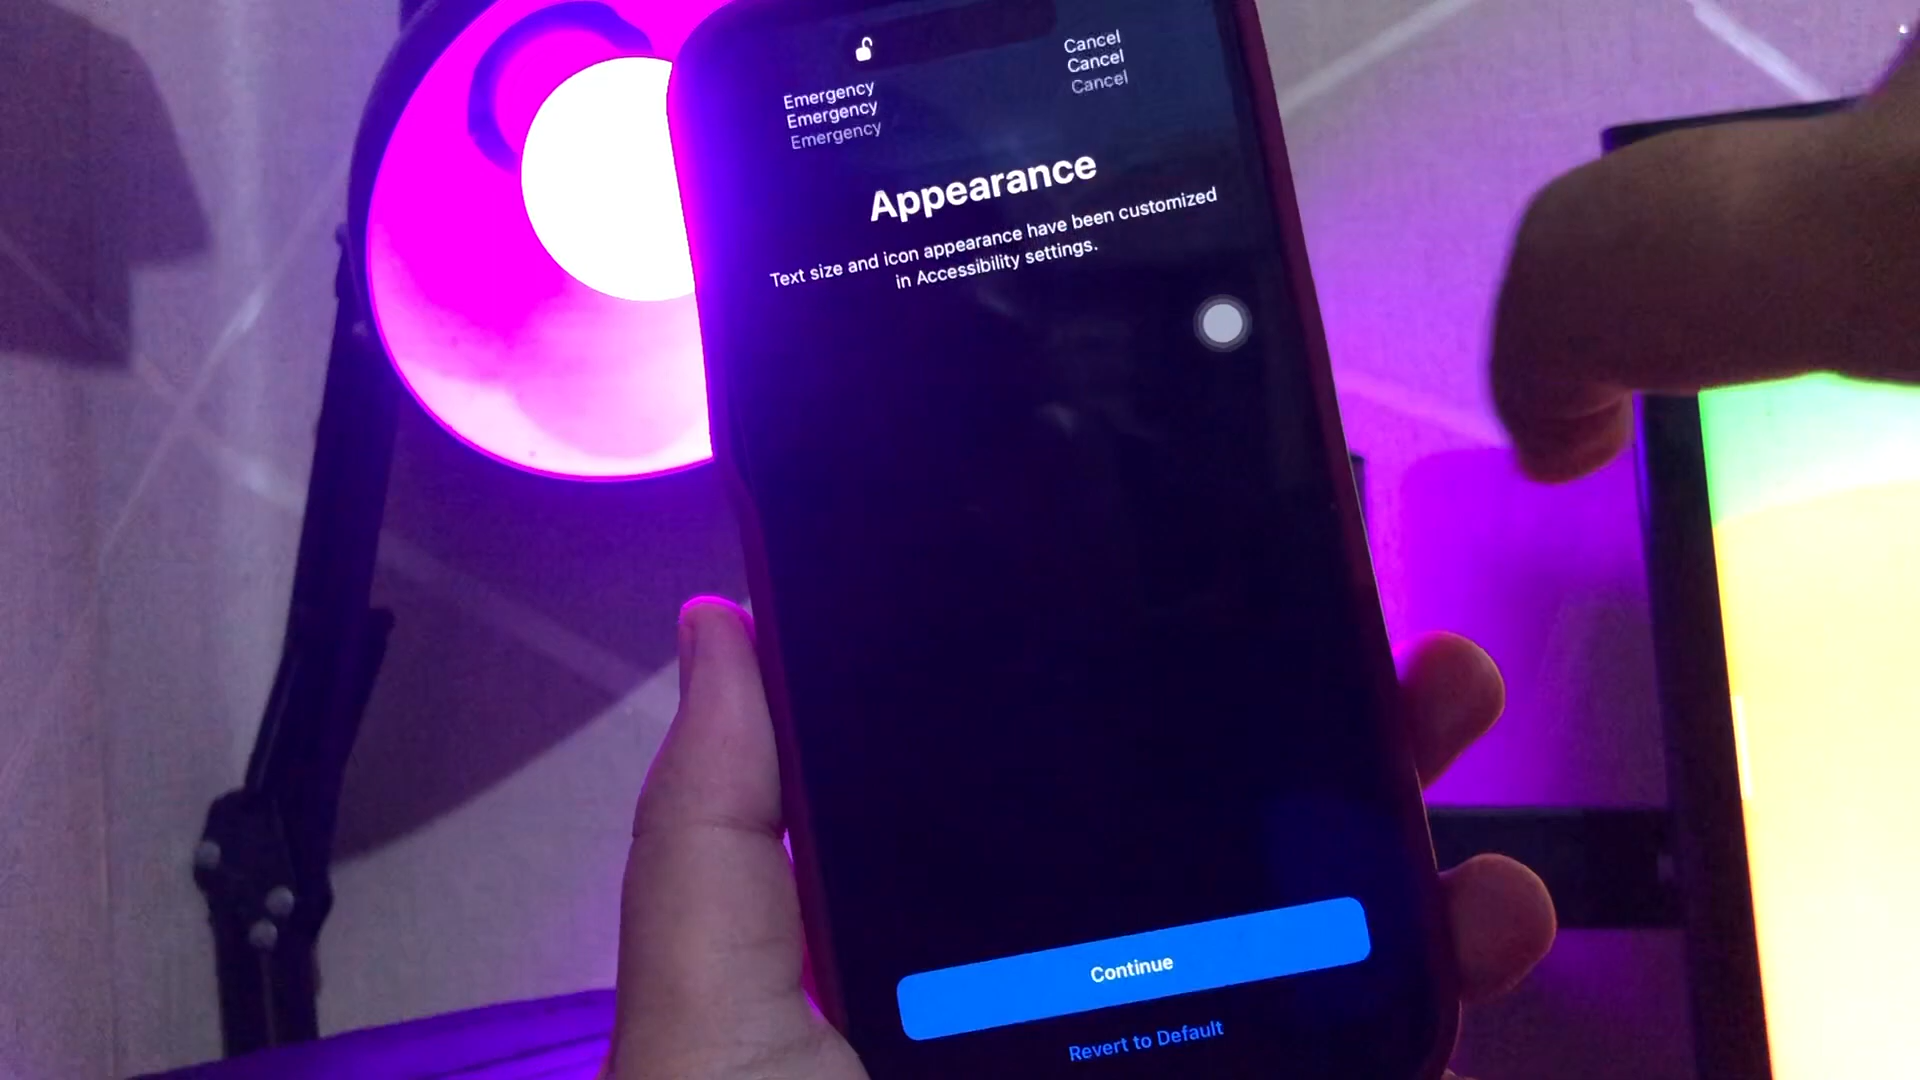 Emergency
Emergency
Emergency
Cancel
Cancel
Cancel
Appearance
Text size and icon appearance have been customized
in Accessibility settings.
Continue
Revert to Default